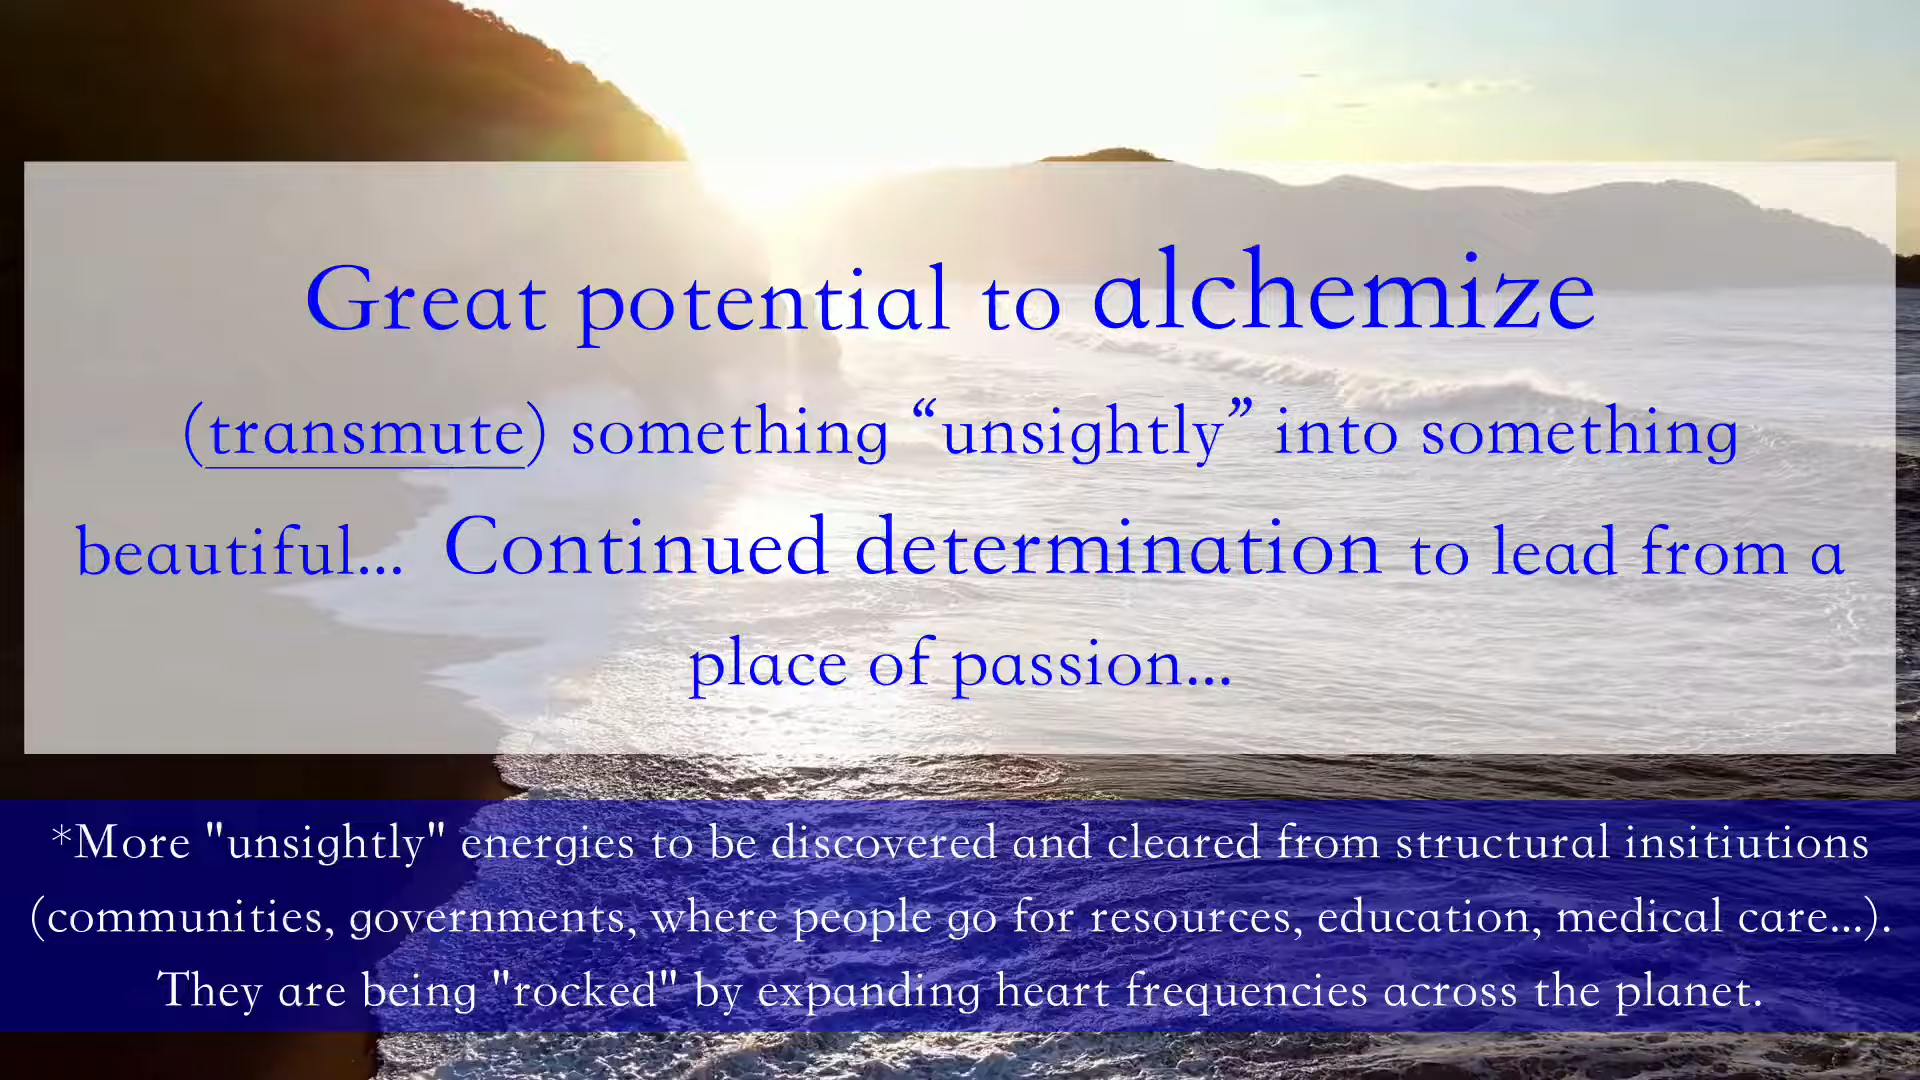 Great potential to alchemize
(transmute) something “unsightly” into something
beautiful... Continued determination to lead from a
place of passion...
*More "unsightly" energies to be discovered and cleared from structural insitiutions
(communities, governments, where people go for resources, education, medical care...).
They are being "rocked" by expanding heart frequencies across the planet.